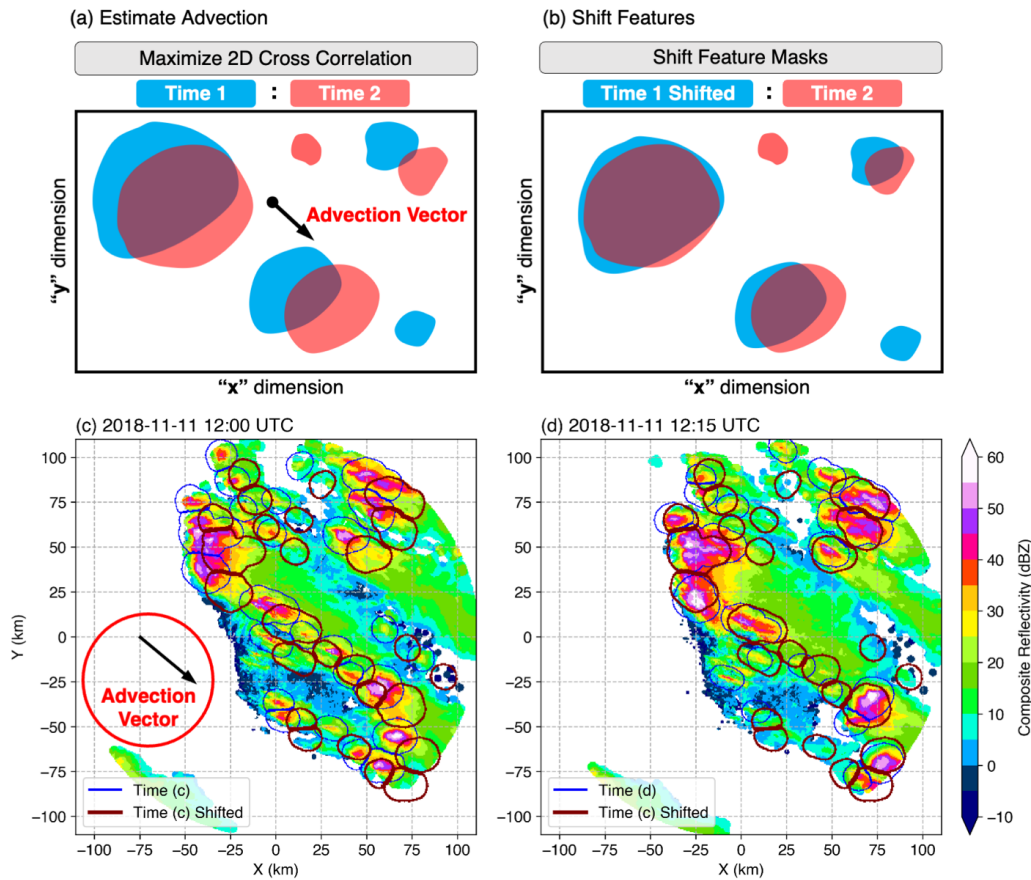 (a) Estimate Advection
Maximize 2D Cross Correlation
Time 1 : Time 2
Advection Vector
"y" dimension
"x" dimension
(b) Shift Features
Shift Feature Masks
Time 1 Shifted : Time 2
"y" dimension
"x" dimension
(c) 2018-11-11 12:00 UTC
100
75
50
25
0
−25
−50
−75
−100
Y (km)
Advection
Vector
Time (c)
Time (c) Shifted
−100 −75 −50 −25 0 25 50 75 100
X (km)
(d) 2018-11-11 12:15 UTC
100
75
50
25
0
−25
−50
−75
−100
Time (d)
Time (c) Shifted
−100 −75 −50 −25 0 25 50 75 100
X (km)
60
50
40
30
20
10
0
−10
Composite Reflectivity (dBZ)